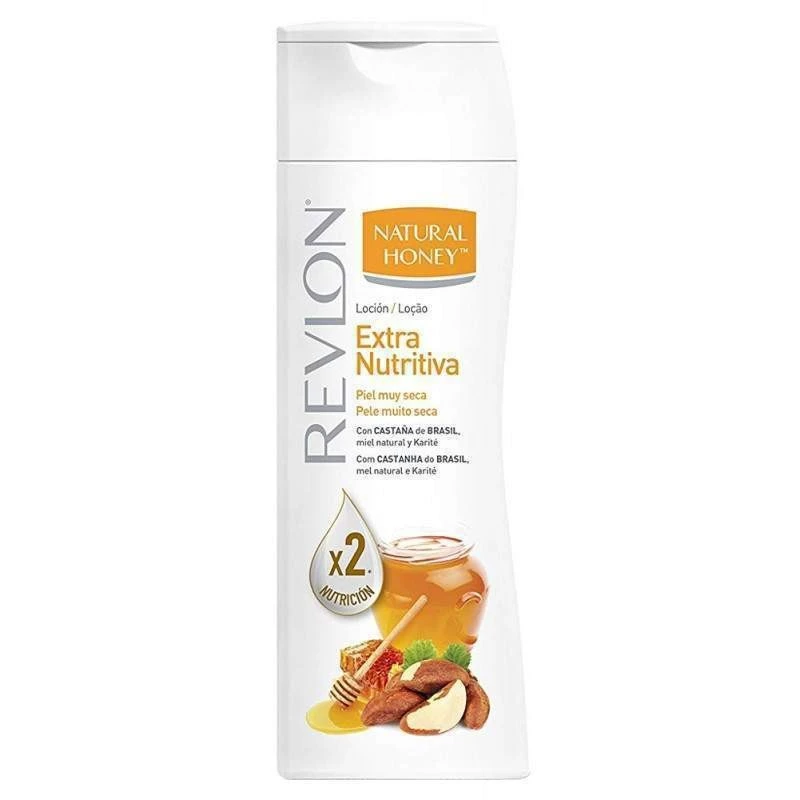 REVLON®
NATURAL
HONEY™
Loción / Loção
Extra
Nutritiva
Piel muy seca
Pele muito seca
Con CASTAÑA de BRASIL,
miel natural y Karité
Com CASTANHA do BRASIL,
mel natural e Karité
x2*
NUTRICIÓN